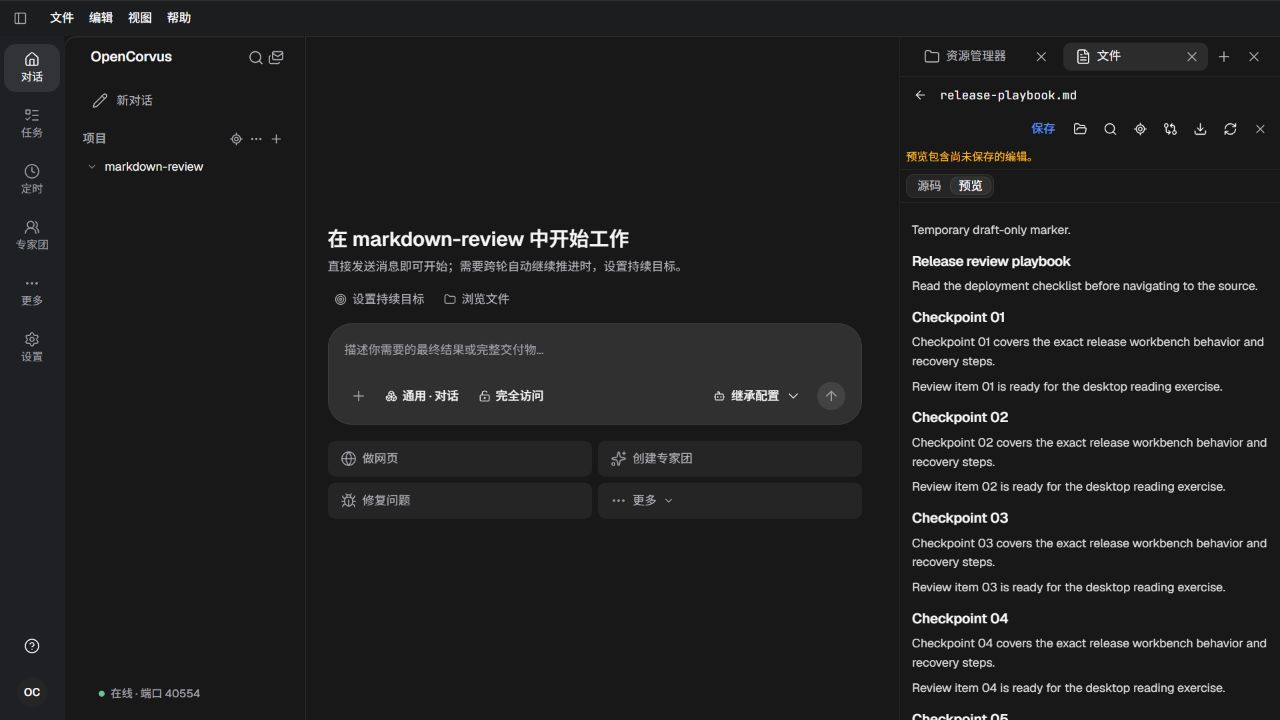 文件 编辑 视图 帮助
对话
任务
定时
专家团
更多
设置
OC
OpenCorvus
新对话
项目
markdown-review
在线 · 端口 40554
在 markdown-review 中开始工作
直接发送消息即可开始；需要跨轮自动继续推进时，设置持续目标。
设置持续目标 浏览文件
描述你需要的最终结果或完整交付物...
通用 · 对话 完全访问 继承配置
做网页 创建专家团
修复问题 更多
资源管理器 文件
release-playbook.md
保存
预览包含尚未保存的编辑。
源码 预览
Temporary draft-only marker.
Release review playbook
Read the deployment checklist before navigating to the source.
Checkpoint 01
Checkpoint 01 covers the exact release workbench behavior and
recovery steps.
Review item 01 is ready for the desktop reading exercise.
Checkpoint 02
Checkpoint 02 covers the exact release workbench behavior and
recovery steps.
Review item 02 is ready for the desktop reading exercise.
Checkpoint 03
Checkpoint 03 covers the exact release workbench behavior and
recovery steps.
Review item 03 is ready for the desktop reading exercise.
Checkpoint 04
Checkpoint 04 covers the exact release workbench behavior and
recovery steps.
Review item 04 is ready for the desktop reading exercise.
Checkpoint 05